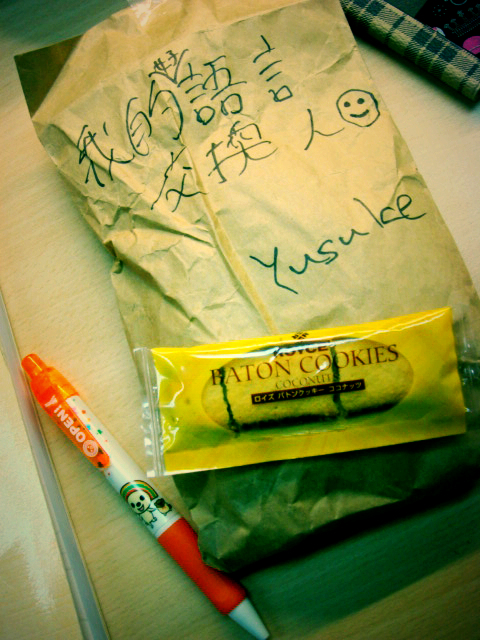 我的好語言
交換人
Yusuke
ROYCE'
BATON COOKIES
COCONUT
ロイズ バトンクッキー ココナッツ
OPEN!